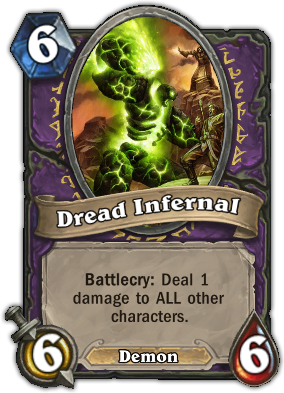 6
Dread Infernal
Battlecry: Deal 1
damage to ALL other
characters.
6
Demon
6